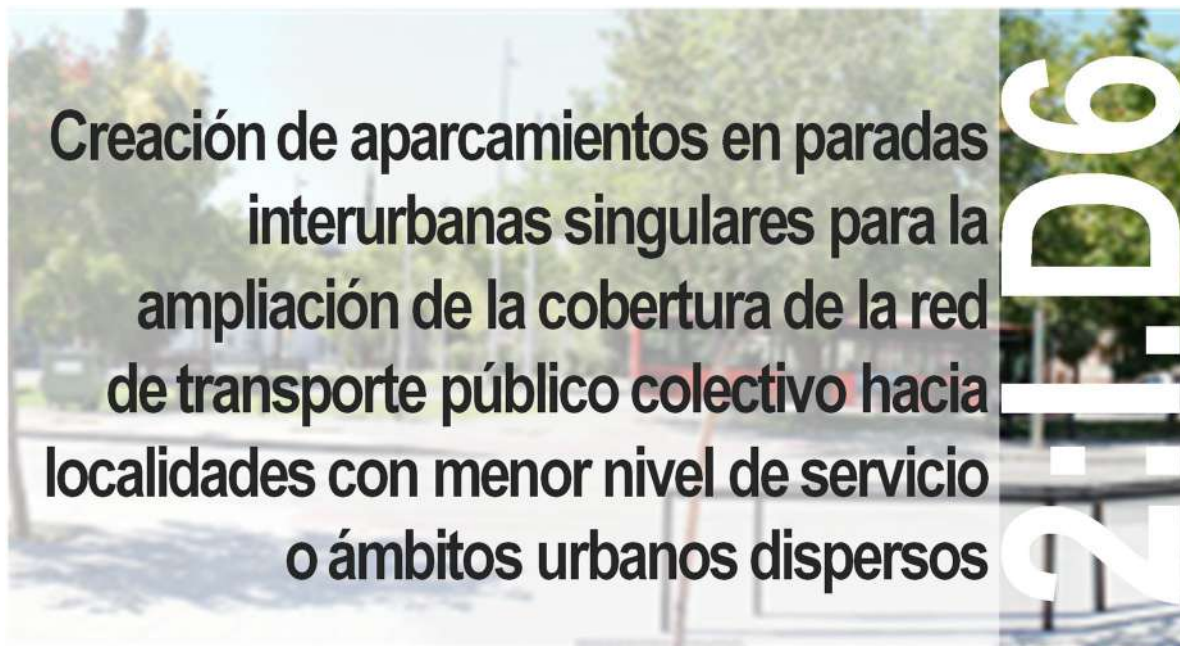 Creación de aparcamientos en paradas
interurbanas singulares para la
ampliación de la cobertura de la red
de transporte público colectivo hacia
localidades con menor nivel de servicio
o ámbitos urbanos dispersos
2.I.D6